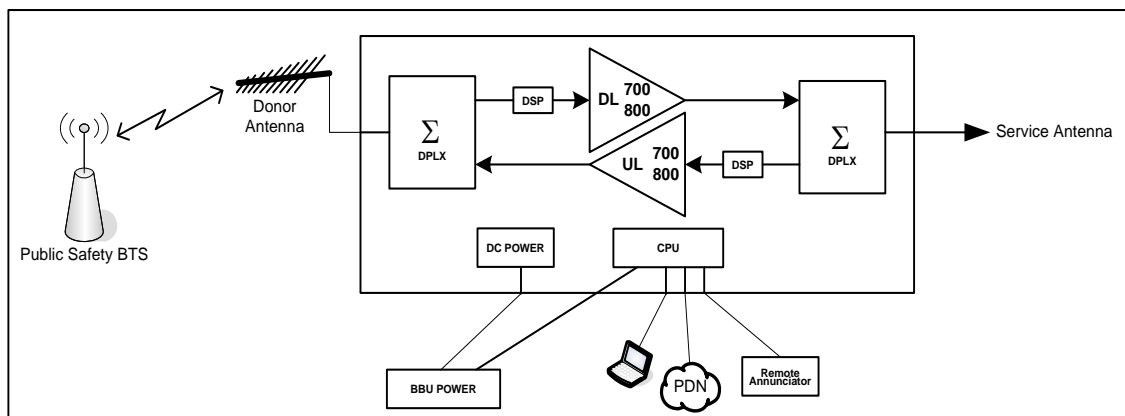 Public Safety BTS
Donor
Antenna
Σ
DPLX
DSP
DL
700
800
UL
700
800
DSP
Σ
DPLX
Service Antenna
DC POWER
CPU
BBU POWER
PDN
Remote
Annunciator